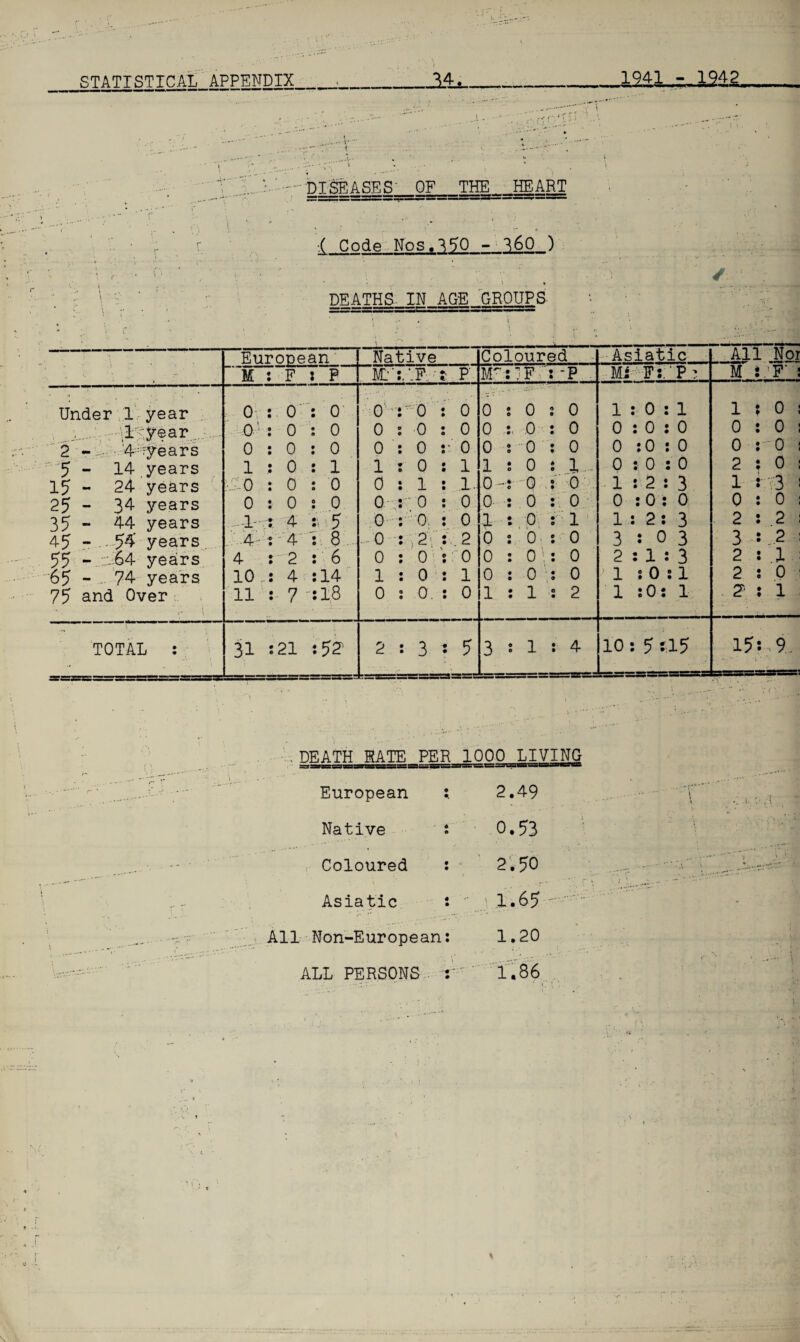 STATISTICAL APPENDIX 34. 1941 - 1942
DISEASES OF THE HEART
( Code Nos.350 - 360 )
DEATHS IN AGE GROUPS
European Native Coloured Asiatic All Non
M : F : P M : F : P M : F : P M: F: P : M : F :
Under 1 year 0 : 0 : 0 0 : 0 : 0 0 : 0 : 0 1 : 0 : 1 1 : 0 :
1 year 0 : 0 : 0 0 : 0 : 0 0 : 0 : 0 0 : 0 : 0 0 : 0 :
2 - 4 years 0 : 0 : 0 0 : 0 : 0 0 : 0 : 0 0 :0 : 0 0 : 0 :
5 - 14 years 1 : 0 : 1 1 : 0 : 1 1 : 0 : 1 0 : 0 : 0 2 : 0 :
15 - 24 years 0 : 0 : 0 0 : 1 : 1 0 : 0 : 0 1 : 2 : 3 1 : 3 :
25 - 34 years 0 : 0 : 0 0 : 0 : 0 0 : 0 : 0 0 :0 : 0 0 : 0 :
35 - 44 years 1 : 4 : 5 0 : 0 : 0 1 : 0 : 1 1 : 2: 3 2 : 2 :
45 - 54 years 4 : 4 : 8 0 : 2 : 2 0 : 0 : 0 3 : 0 3 3 : 2 :
55 - 64 years 4 : 2 : 6 0 : 0 : 0 0 : 0 : 0 2 : 1 : 3 2 : 1
65 - 74 years 10 : 4 :14 1 : 0 : 1 0 : 0 : 0 1 : 0 : 1 2 : 0
75 and Over 11 : 7 :18 0 : 0 : 0 1 : 1 : 2 1 :0: 1 2 : 1
TOTAL : 31 :21 :52 2 : 3 : 5 3 : 1 : 4 10 : 5 :15 15: 9
DEATH RATE PER 1000 LIVING
European : 2.49
Native : 0.53
Coloured : 2.50
Asiatic : 1.65
All Non-European: 1.20
ALL PERSONS : 1.86